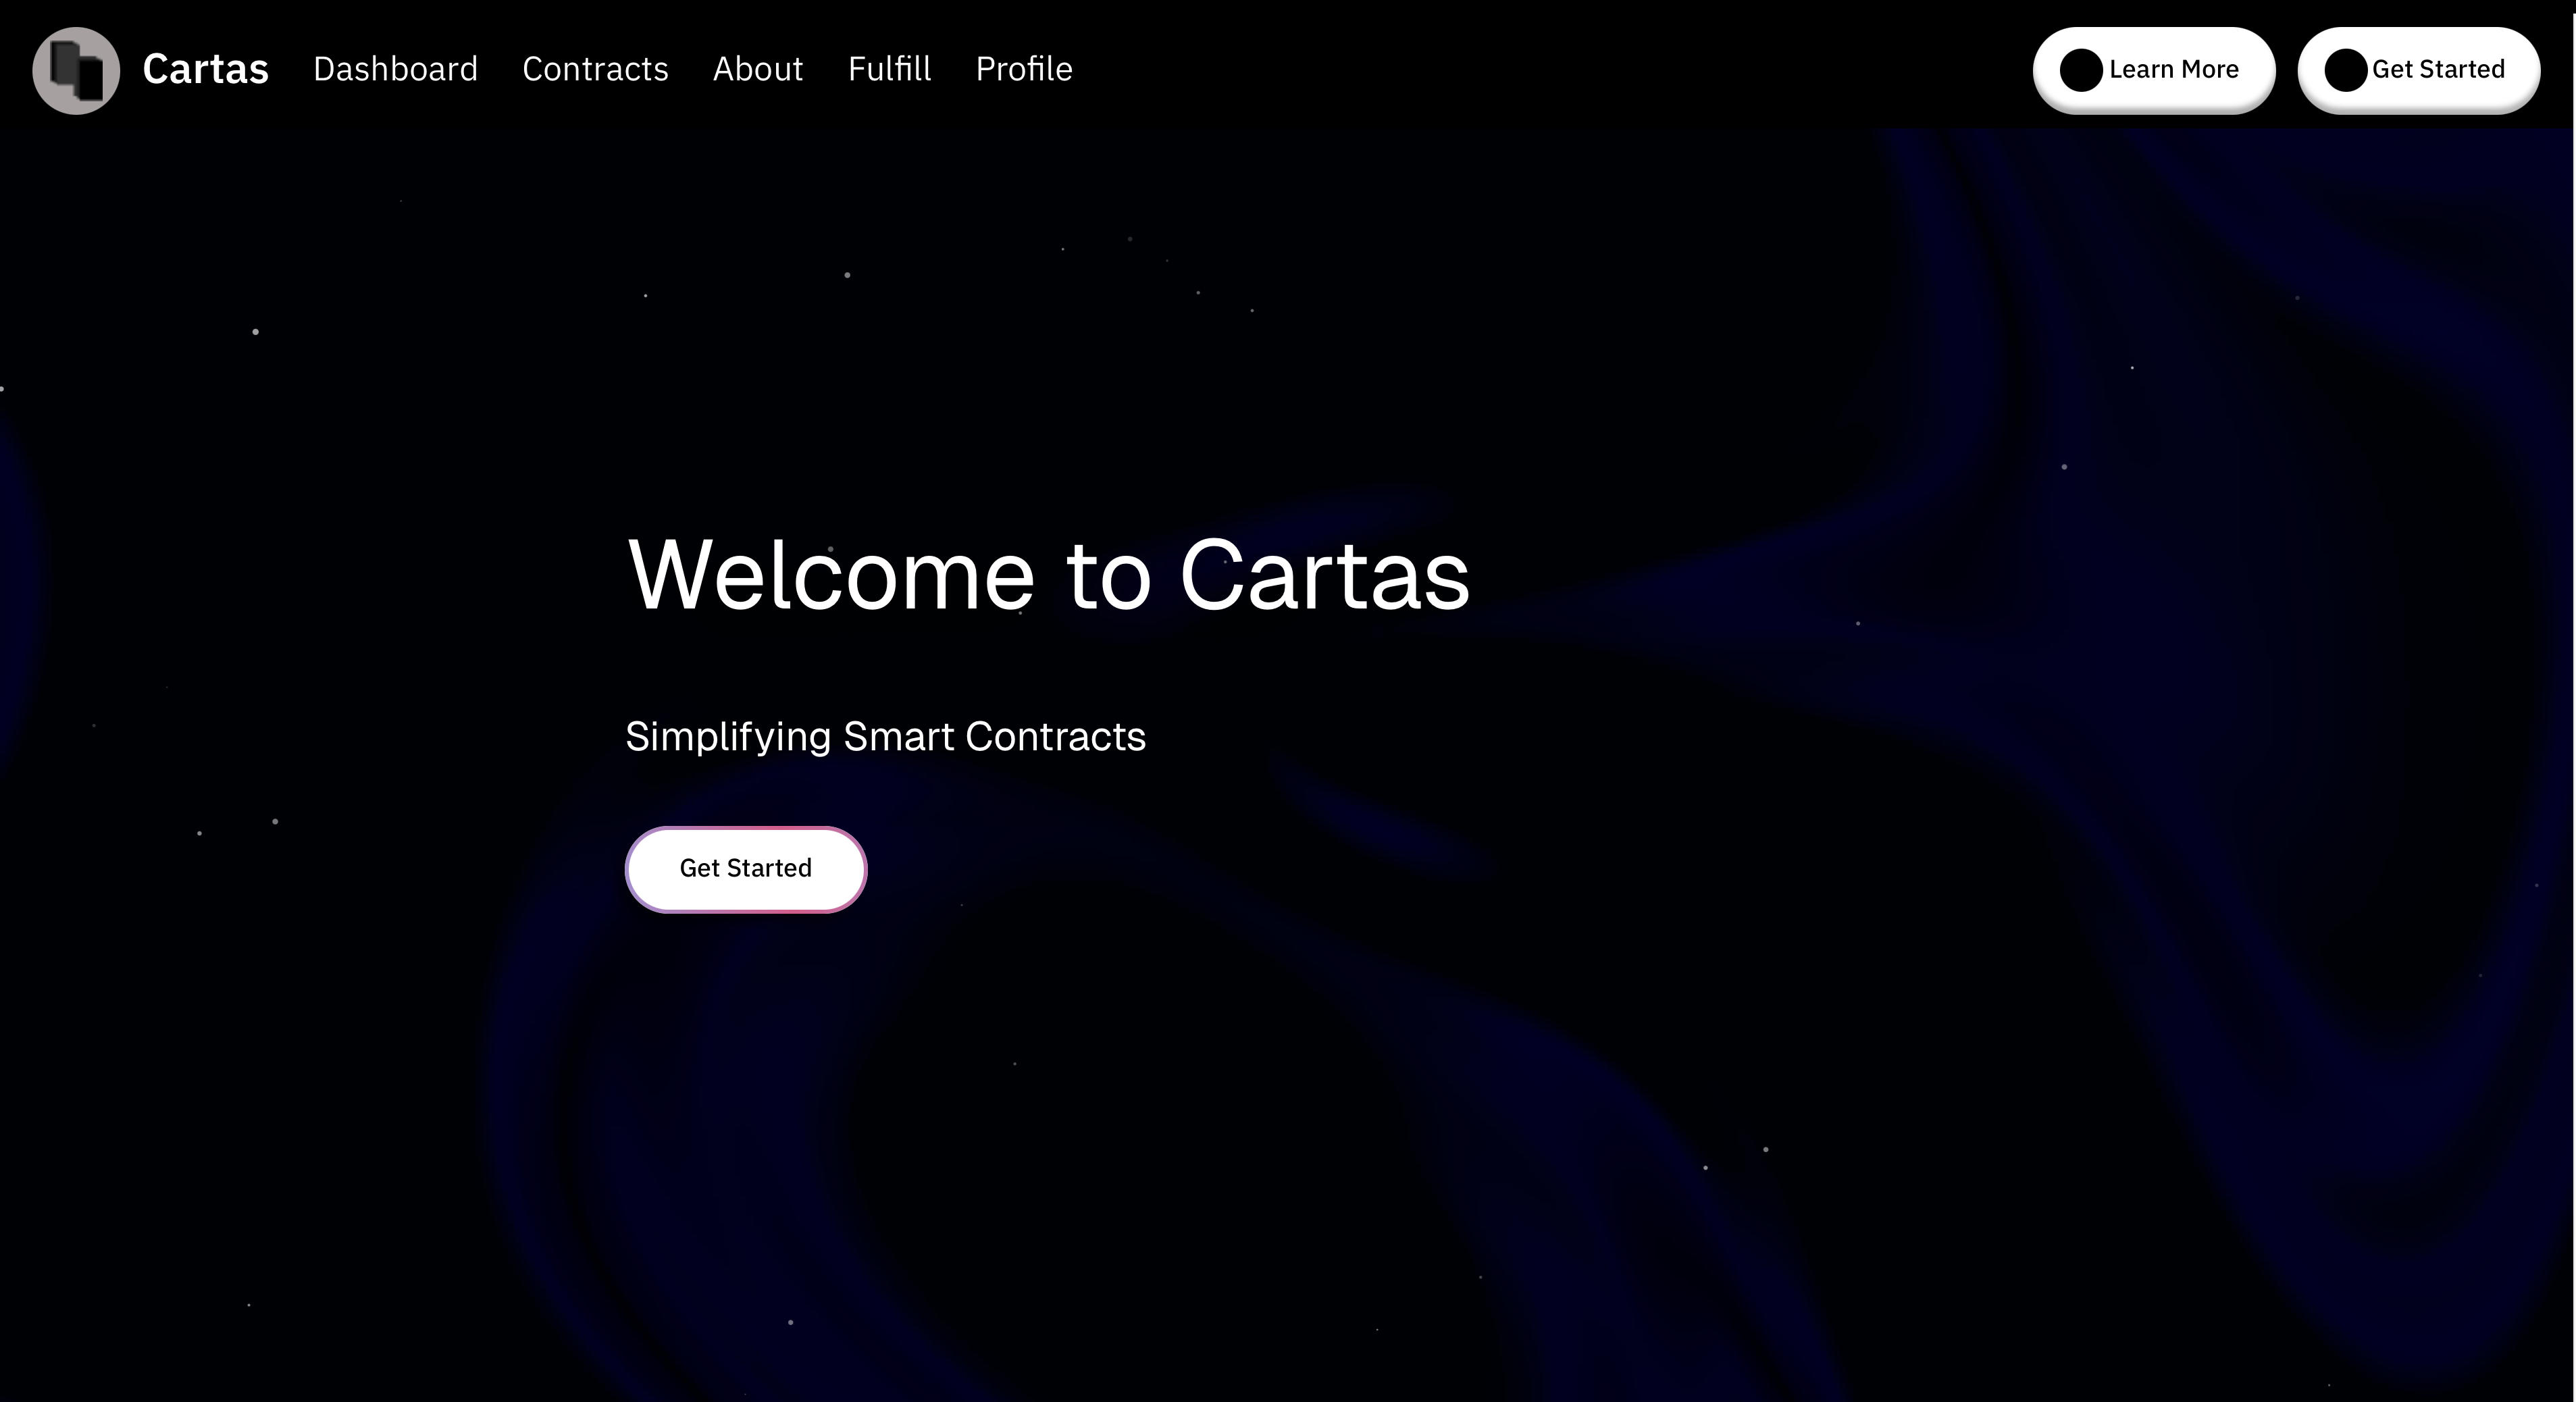 Cartas Dashboard Contracts About Fulfill Profile Learn More Get Started
Welcome to Cartas
Simplifying Smart Contracts
Get Started